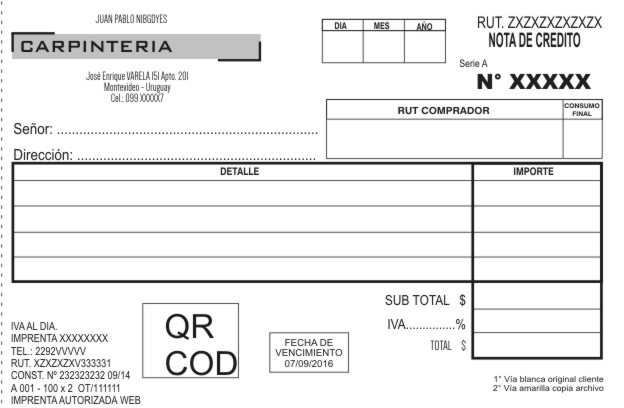 JUAN PABLO NIBGDYES
CARPINTERIA
José Enrique VARELA 151 Apto. 201
Montevideo - Uruguay
Cel.: 099 XXXXX7
DIA MES AÑO
RUT. ZXZXZXZXZXZX
NOTA DE CREDITO
Serie A
N° XXXXX
RUT COMPRADOR
CONSUMO
FINAL
Señor: ..........................................................................
Dirección: ..................................................................
DETALLE IMPORTE
SUB TOTAL $
IVA..............%
TOTAL $
IVA AL DIA.
IMPRENTA XXXXXXXX
TEL.: 2292VVVVV
RUT. XZXZXZXV333331
CONST. Nº 232323232 09/14
A 001 - 100 x 2 OT/111111
IMPRENTA AUTORIZADA WEB
QR
COD
FECHA DE
VENCIMIENTO
07/09/2016
1° Vía blanca original cliente
2° Vía amarilla copia archivo